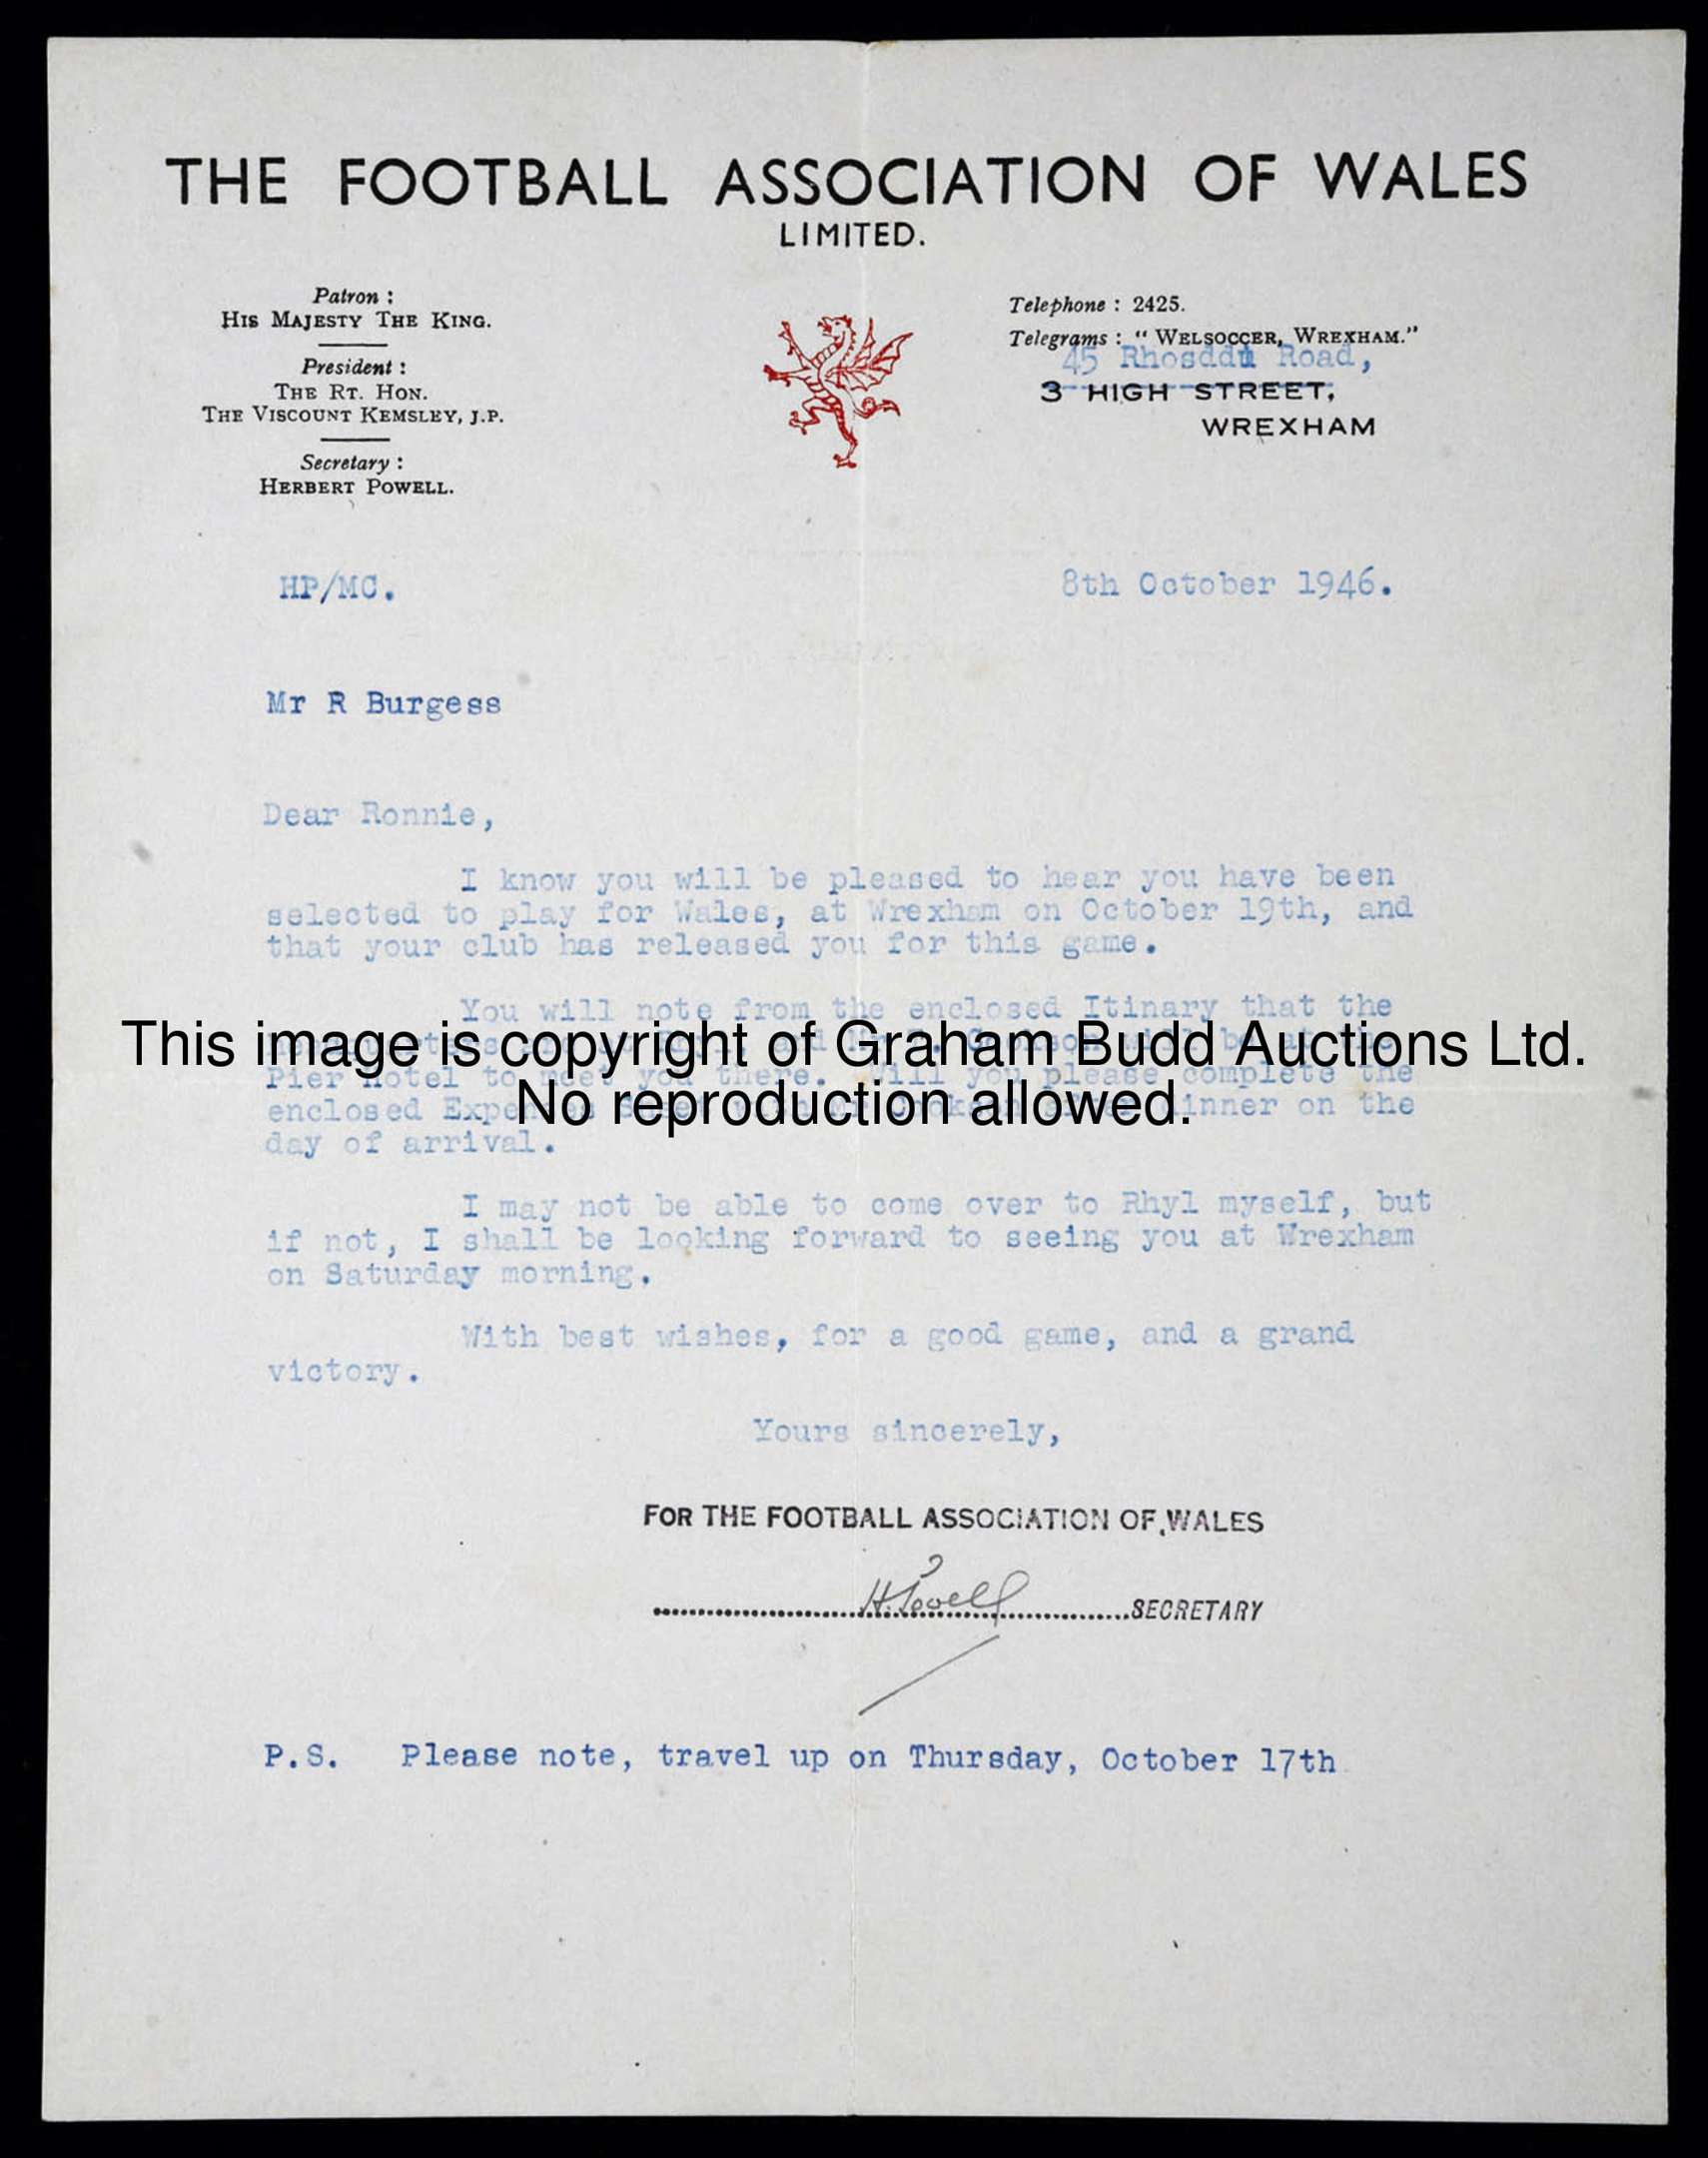 THE FOOTBALL ASSOCIATION OF WALES
LIMITED.
Patron :
HIS MAJESTY THE KING.
President :
THE RT. HON.
THE VISCOUNT KEMSLEY, J.P.
Secretary :
HERBERT POWELL.
Telephone : 2425.
Telegrams : “ WELSOCCER, WREXHAM.”
45 Rhosddu Road,
3 HIGH STREET,
WREXHAM
HP/MC.
8th October 1946.
Mr R Burgess
Dear Ronnie,
I know you will be pleased to hear you have been
selected to play for Wales, at Wrexham on October 19th, and
that your club has released you for this game.
You will note from the enclosed Itinary that the
This image is copyright of Graham Budd Auctions Ltd.
Pier Hotel to meet you there. Will you please complete the
No reproduction allowed.
enclosed on the
day of arrival.
I may not be able to come over to Rhyl myself, but
if not, I shall be looking forward to seeing you at Wrexham
on Saturday morning.
With best wishes, for a good game, and a grand
victory.
Yours sincerely,
FOR THE FOOTBALL ASSOCIATION OF WALES
H. Powell SECRETARY
P.S. Please note, travel up on Thursday, October 17th